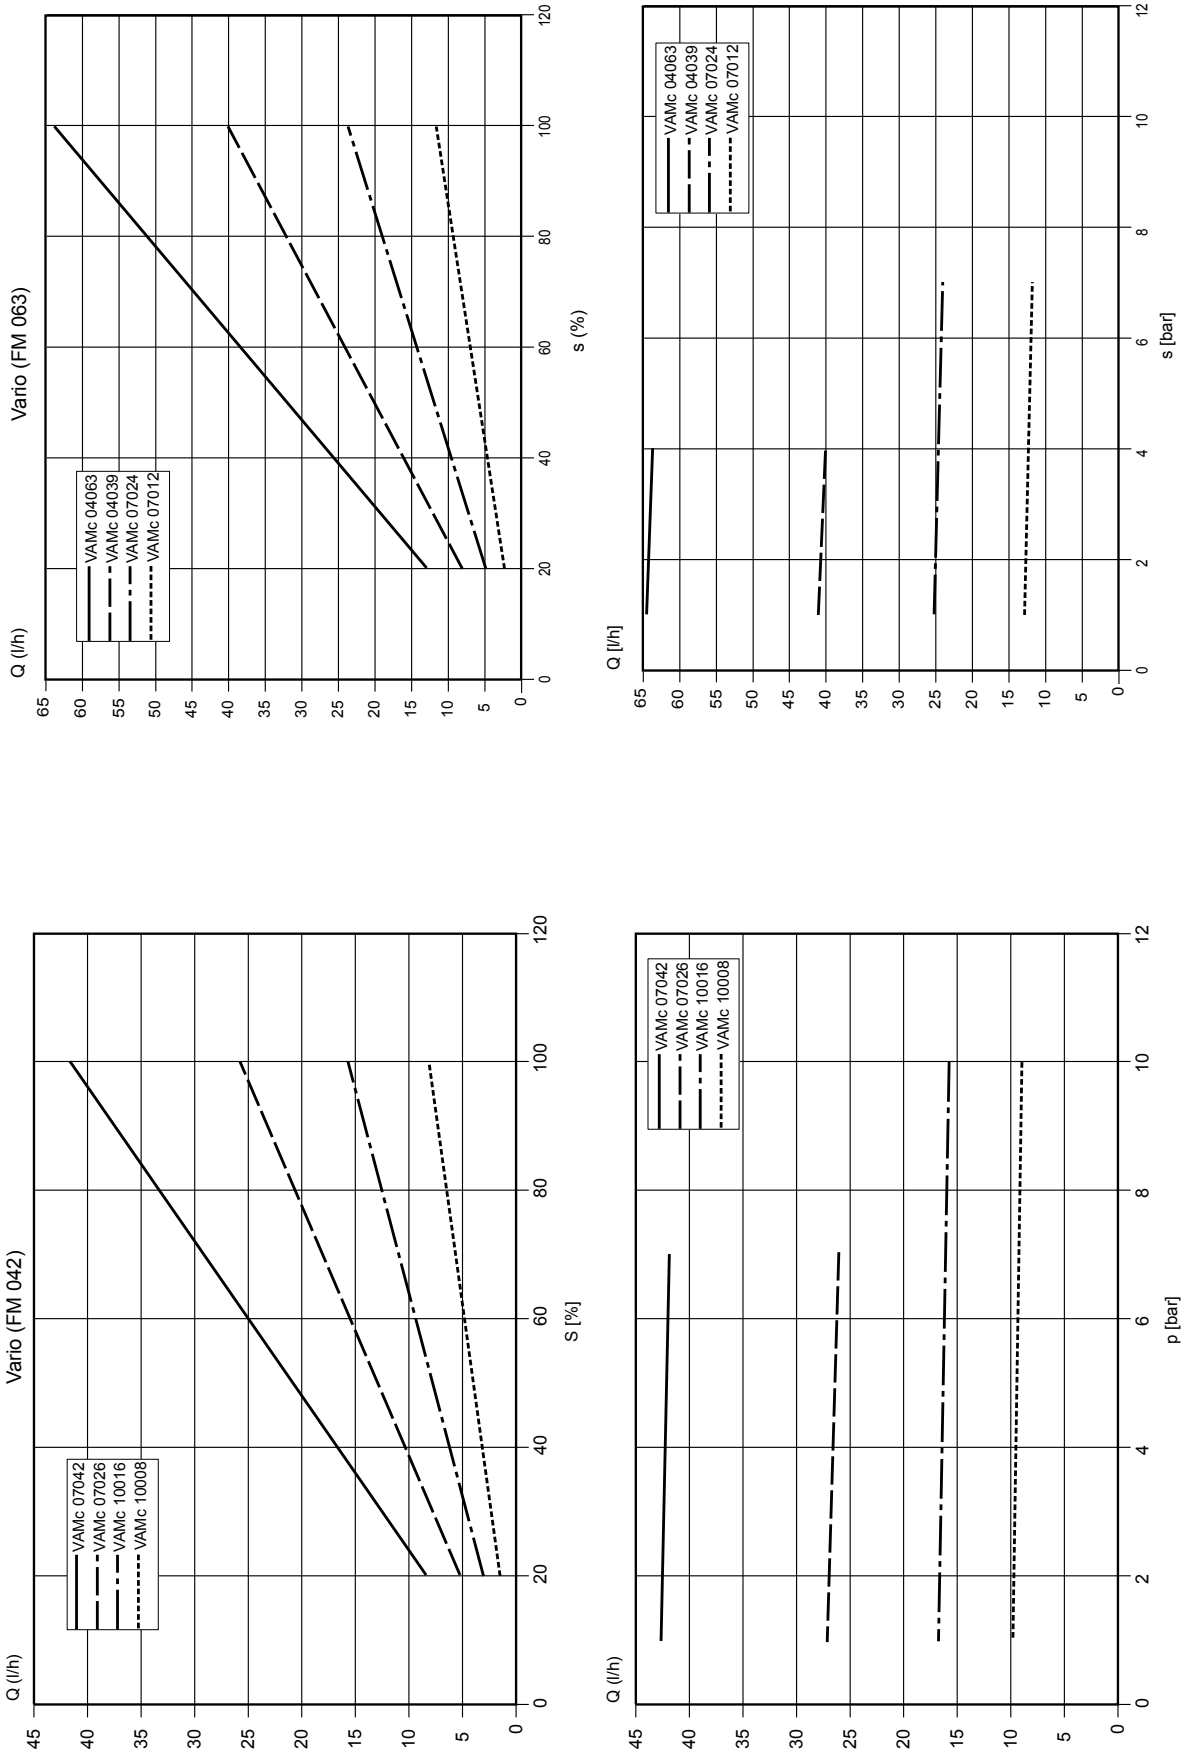 Vario (FM 042)
Q (l/h)
VAMc 07042
VAMc 07026
VAMc 10016
VAMc 10008
45
40
35
30
25
20
15
10
5
0
0 20 40 60 80 100 120
S [%]
Q (l/h)
VAMc 07042
VAMc 07026
VAMc 10016
VAMc 10008
45
40
35
30
25
20
15
10
5
0
0 2 4 6 8 10 12
p [bar]
Vario (FM 063)
Q (l/h)
VAMc 04063
VAMc 04039
VAMc 07024
VAMc 07012
65
60
55
50
45
40
35
30
25
20
15
10
5
0
0 20 40 60 80 100 120
s (%)
Q [l/h]
VAMc 04063
VAMc 04039
VAMc 07024
VAMc 07012
65
60
55
50
45
40
35
30
25
20
15
10
5
0
0 2 4 6 8 10 12
s [bar]